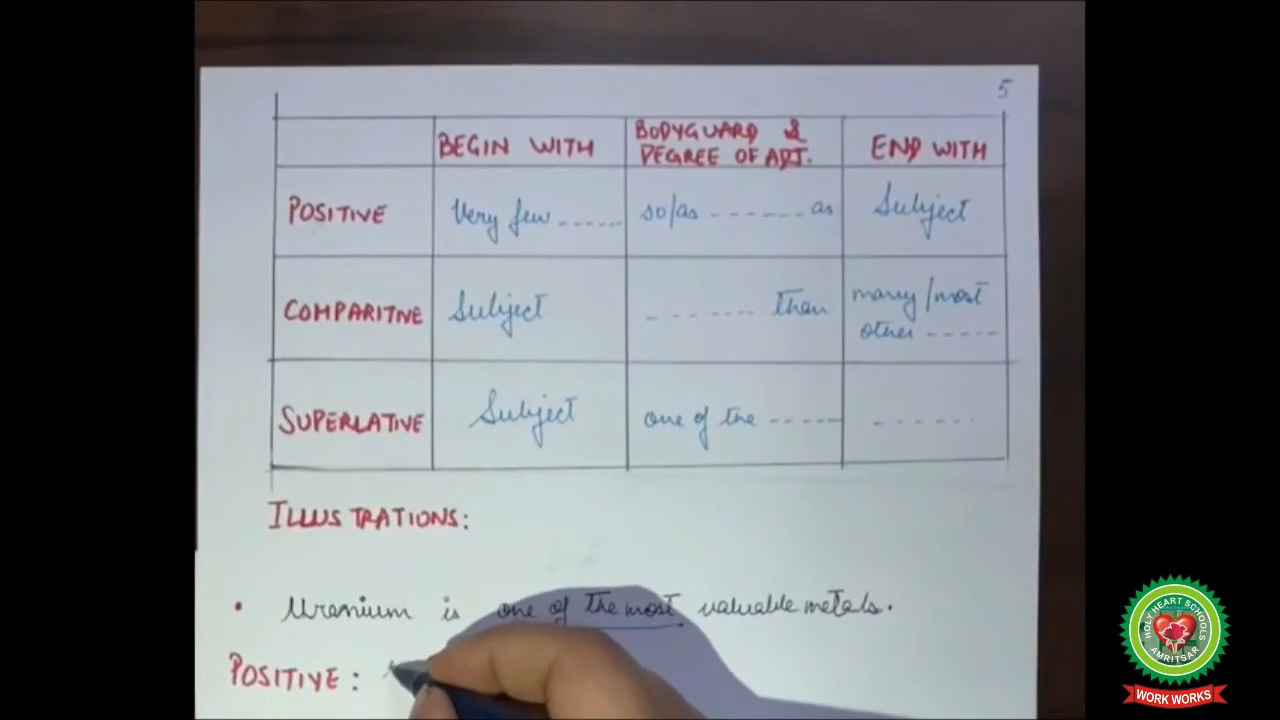 5
BEGIN WITH
BODYGUARD &
DEGREE OF ADJ.
END WITH
POSITIVE
Very few ......
so/as ------- as
Subject
COMPARITIVE
Subject
------- than
many/most
other -----
SUPERLATIVE
Subject
one of the -----
------
ILLUSTRATIONS:
• Uranium is one of the most valuable metals.
POSITIVE:
HOLY HEART SCHOOLS
AMRITSAR
WORK WORKS